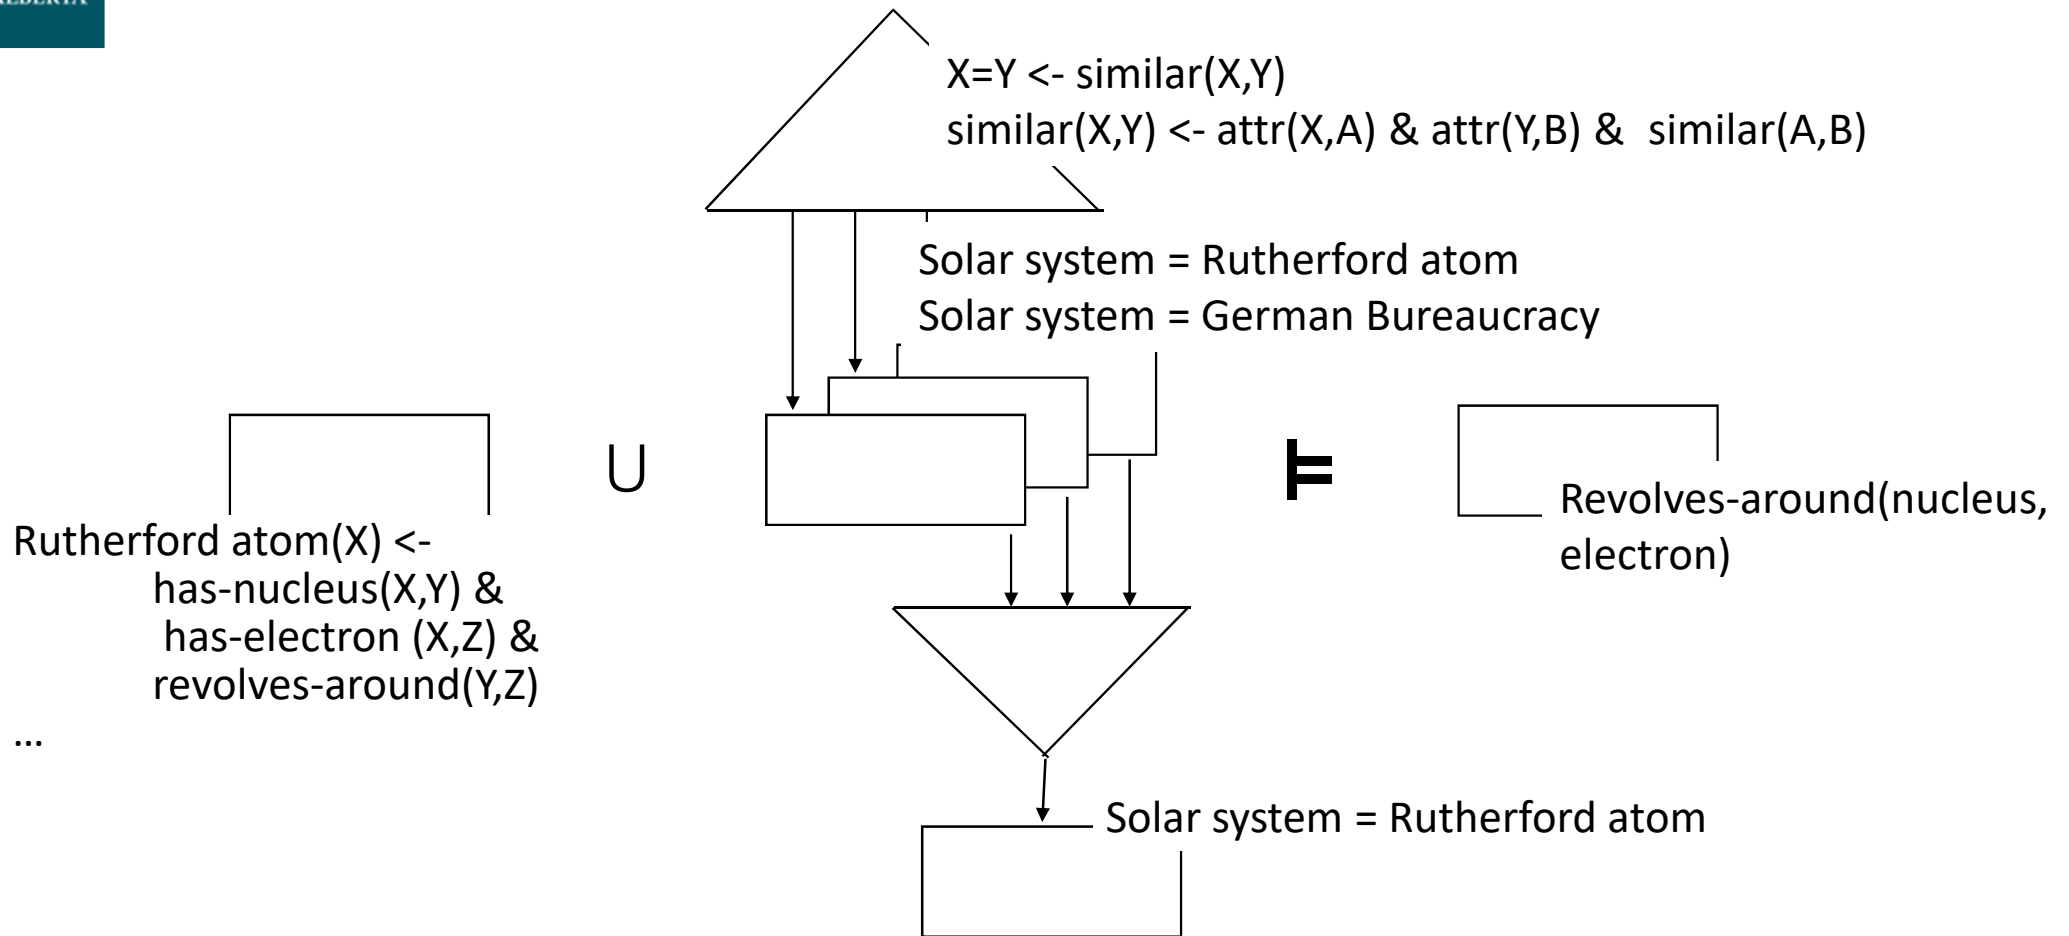 X=Y <- similar(X,Y)
similar(X,Y) <- attr(X,A) & attr(Y,B) & similar(A,B)
Solar system = Rutherford atom
Solar system = German Bureaucracy
∪
⊨
Rutherford atom(X) <-
has-nucleus(X,Y) &
has-electron (X,Z) &
revolves-around(Y,Z)
...
Revolves-around(nucleus,
electron)
Solar system = Rutherford atom